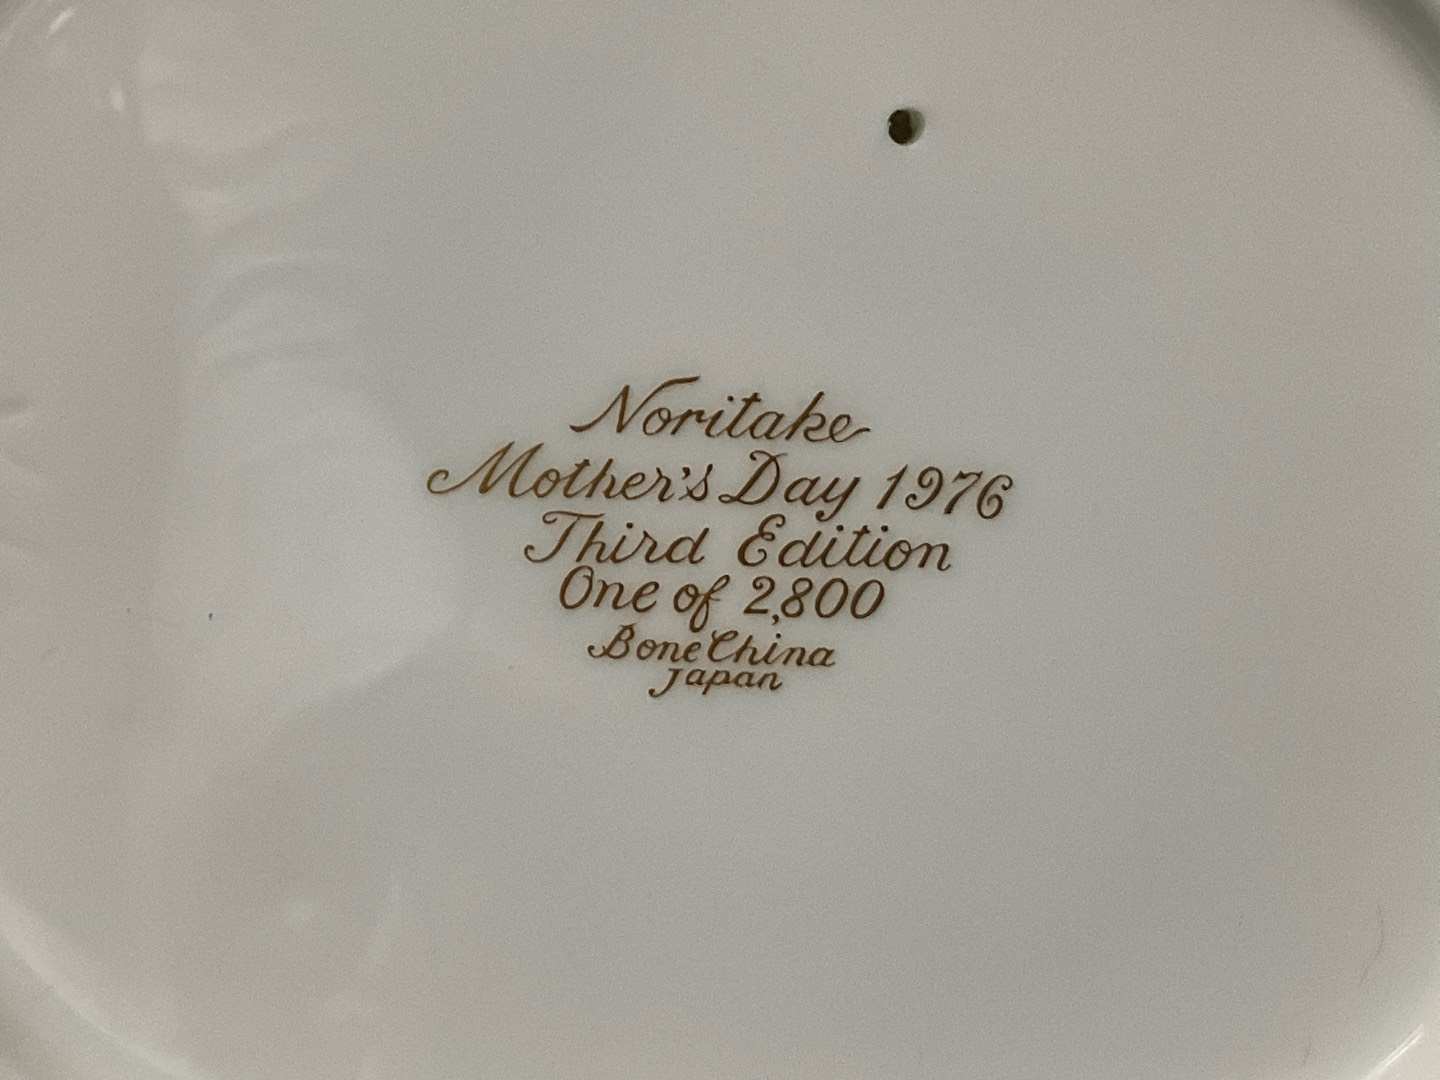 Noritake
Mother's Day 1976
Third Edition
One of 2,800
Bone China
Japan